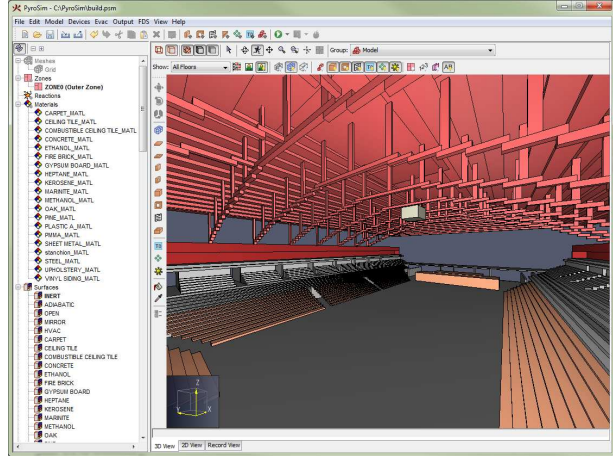 PyroSim - C:\PyroSim\build.psm
File Edit Model Devices Evac Output FDS View Help
Group: Model
Show: All Floors
Meshes
Grid
Zones
ZONE0 (Outer Zone)
Reactions
Materials
CARPET_MATL
CEILING TILE_MATL
COMBUSTIBLE CEILING TILE_MATL
CONCRETE_MATL
ETHANOL_MATL
FIRE BRICK_MATL
GYPSUM BOARD_MATL
HEPTANE_MATL
KEROSENE_MATL
MARINITE_MATL
METHANOL_MATL
OAK_MATL
PINE_MATL
PLASTIC A_MATL
PMMA_MATL
SHEET METAL_MATL
stanchion_MATL
STEEL_MATL
UPHOLSTERY_MATL
VINYL SIDING_MATL
Surfaces
INERT
ADIABATIC
OPEN
MIRROR
HVAC
CARPET
CEILING TILE
COMBUSTIBLE CEILING TILE
CONCRETE
ETHANOL
FIRE BRICK
GYPSUM BOARD
HEPTANE
KEROSENE
MARINITE
METHANOL
OAK
Z
Y
X
3D View 2D View Record View